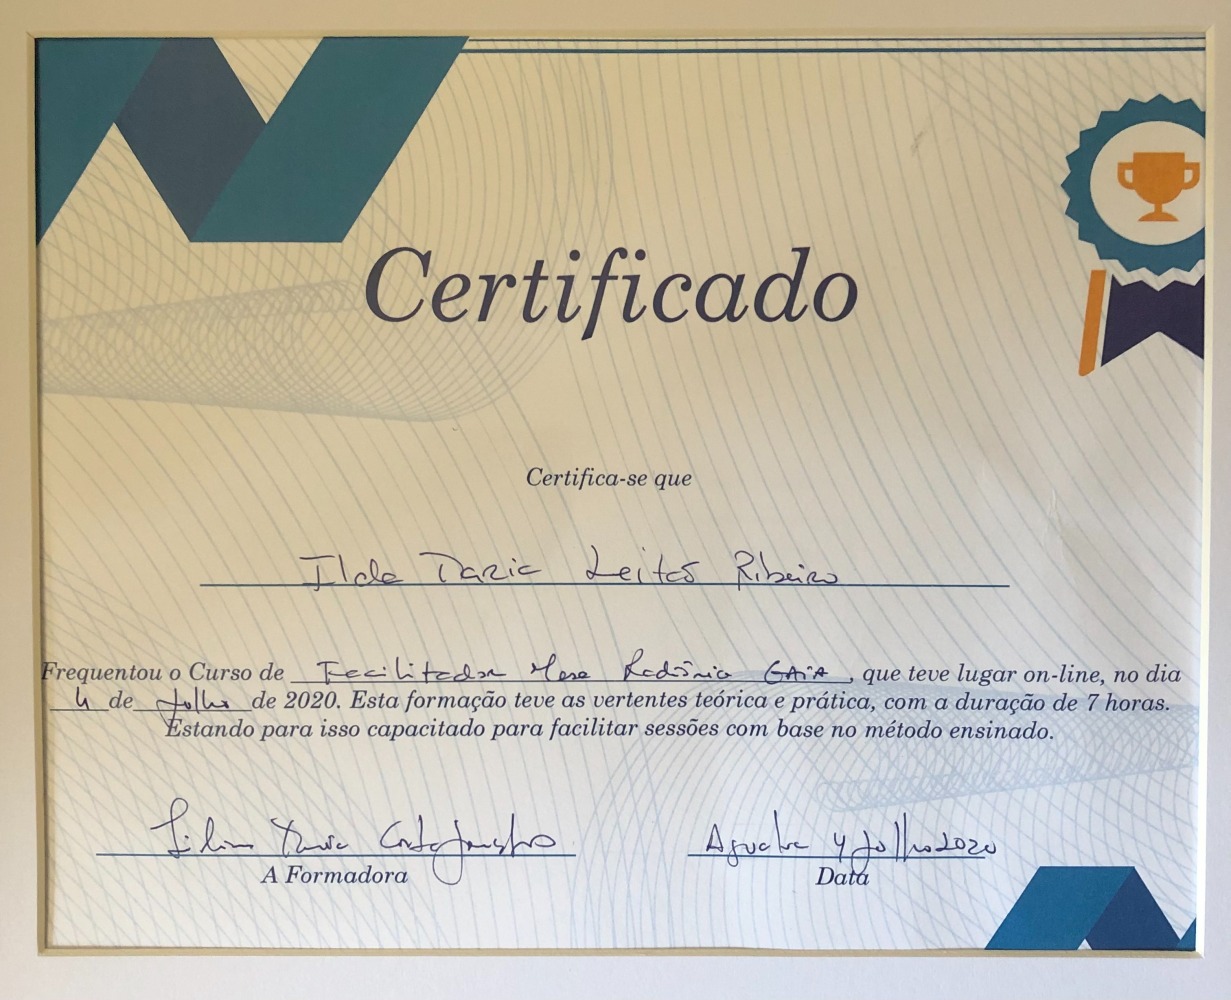 Certificado
Certifica-se que
Ilda Maria Leitão Ribeiro
Frequentou o Curso de Facilitador Mesa Radiônica GAIA, que teve lugar on-line, no dia
4 de Julho de 2020. Esta formação teve as vertentes teórica e prática, com a duração de 7 horas.
Estando para isso capacitado para facilitar sessões com base no método ensinado.
4 Julho 2020
A Formadora Data